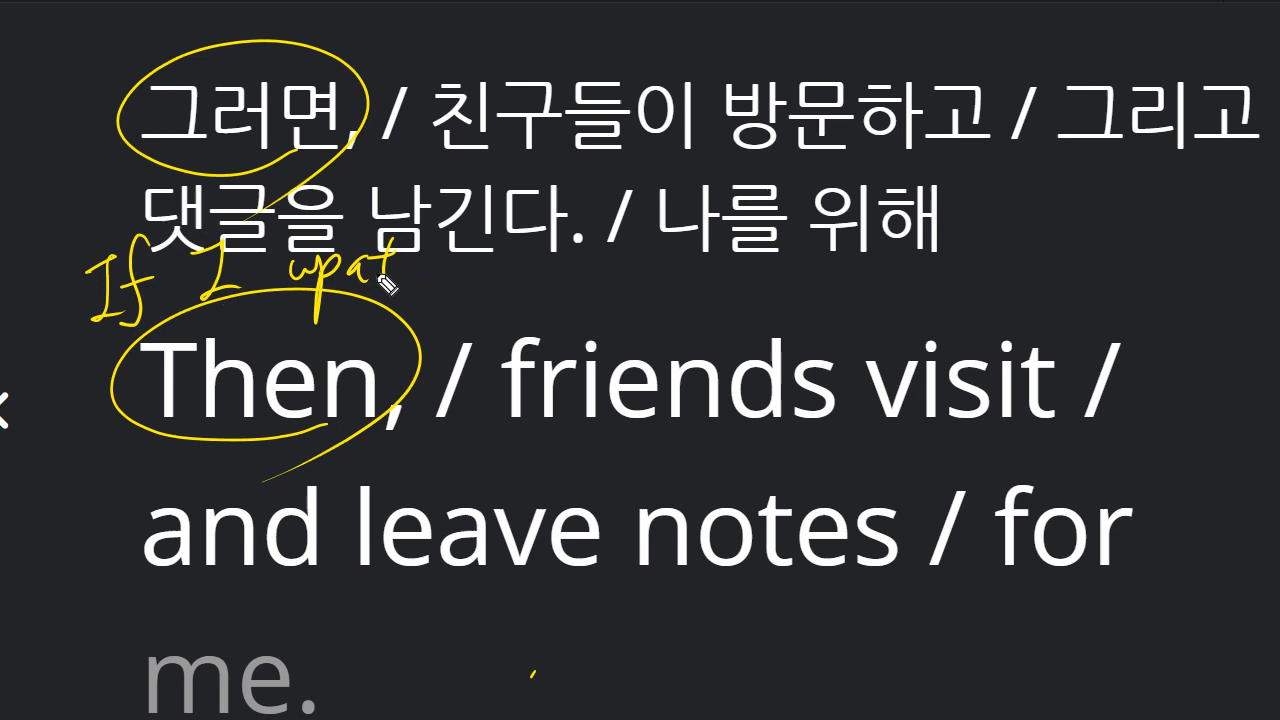 그러면, / 친구들이 방문하고 / 그리고
댓글을 남긴다. / 나를 위해
If I upat
Then, / friends visit /
and leave notes / for
me.